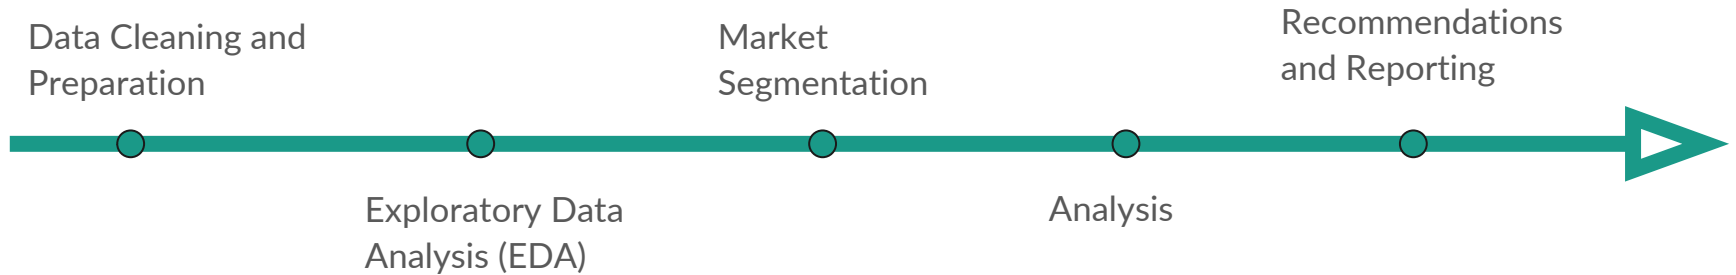 Data Cleaning and
Preparation
Exploratory Data
Analysis (EDA)
Market
Segmentation
Analysis
Recommendations
and Reporting